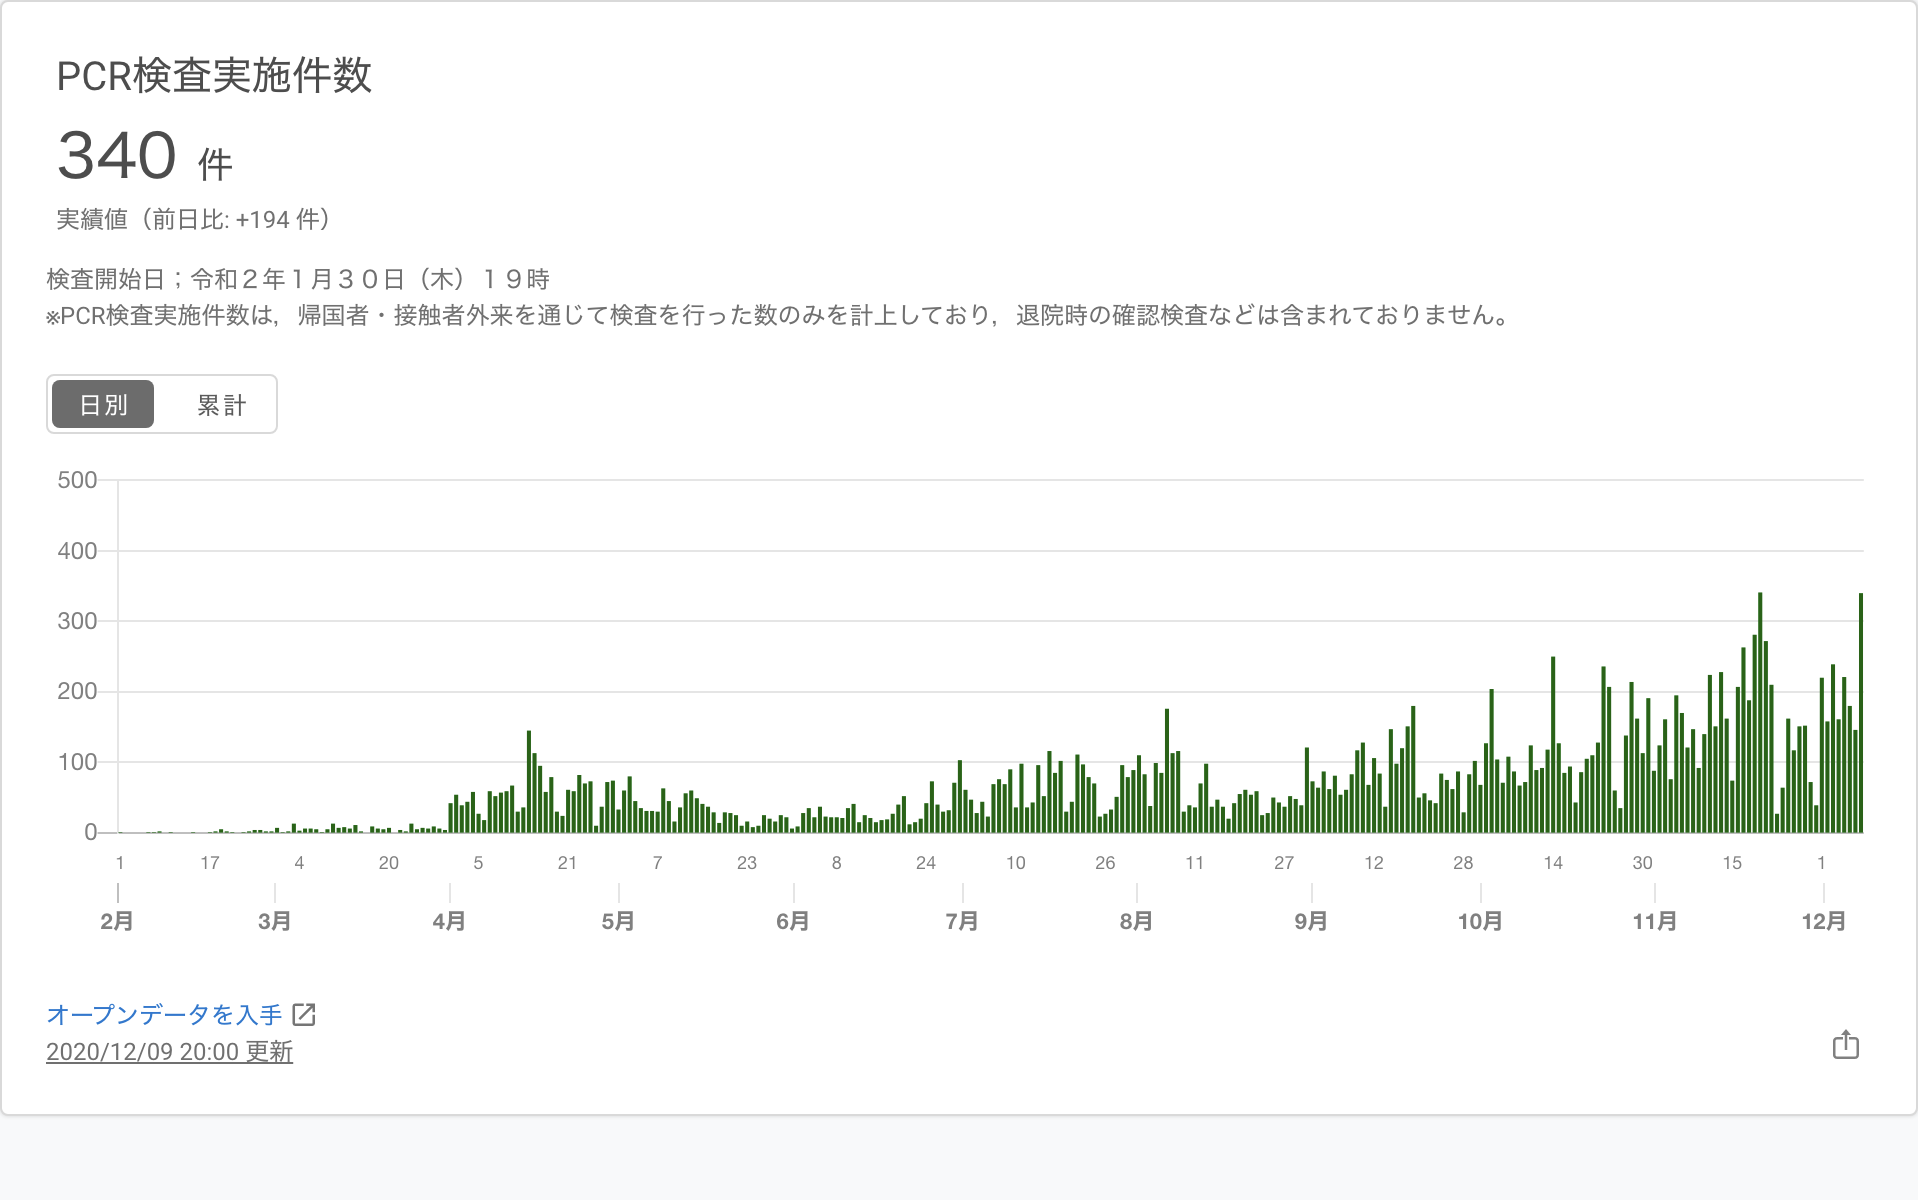 PCR検査実施件数
340 件
実績値（前日比: +194 件）
検査開始日；令和２年１月３０日（木）１９時
※PCR検査実施件数は，帰国者・接触者外来を通じて検査を行った数のみを計上しており，退院時の確認検査などは含まれておりません。
日別 累計
500
400
300
200
100
0
1 17 4 20 5 21 7 23 8 24 10 26 11 27 12 28 14 30 15 1
2月 3月 4月 5月 6月 7月 8月 9月 10月 11月 12月
オープンデータを入手
2020/12/09 20:00 更新